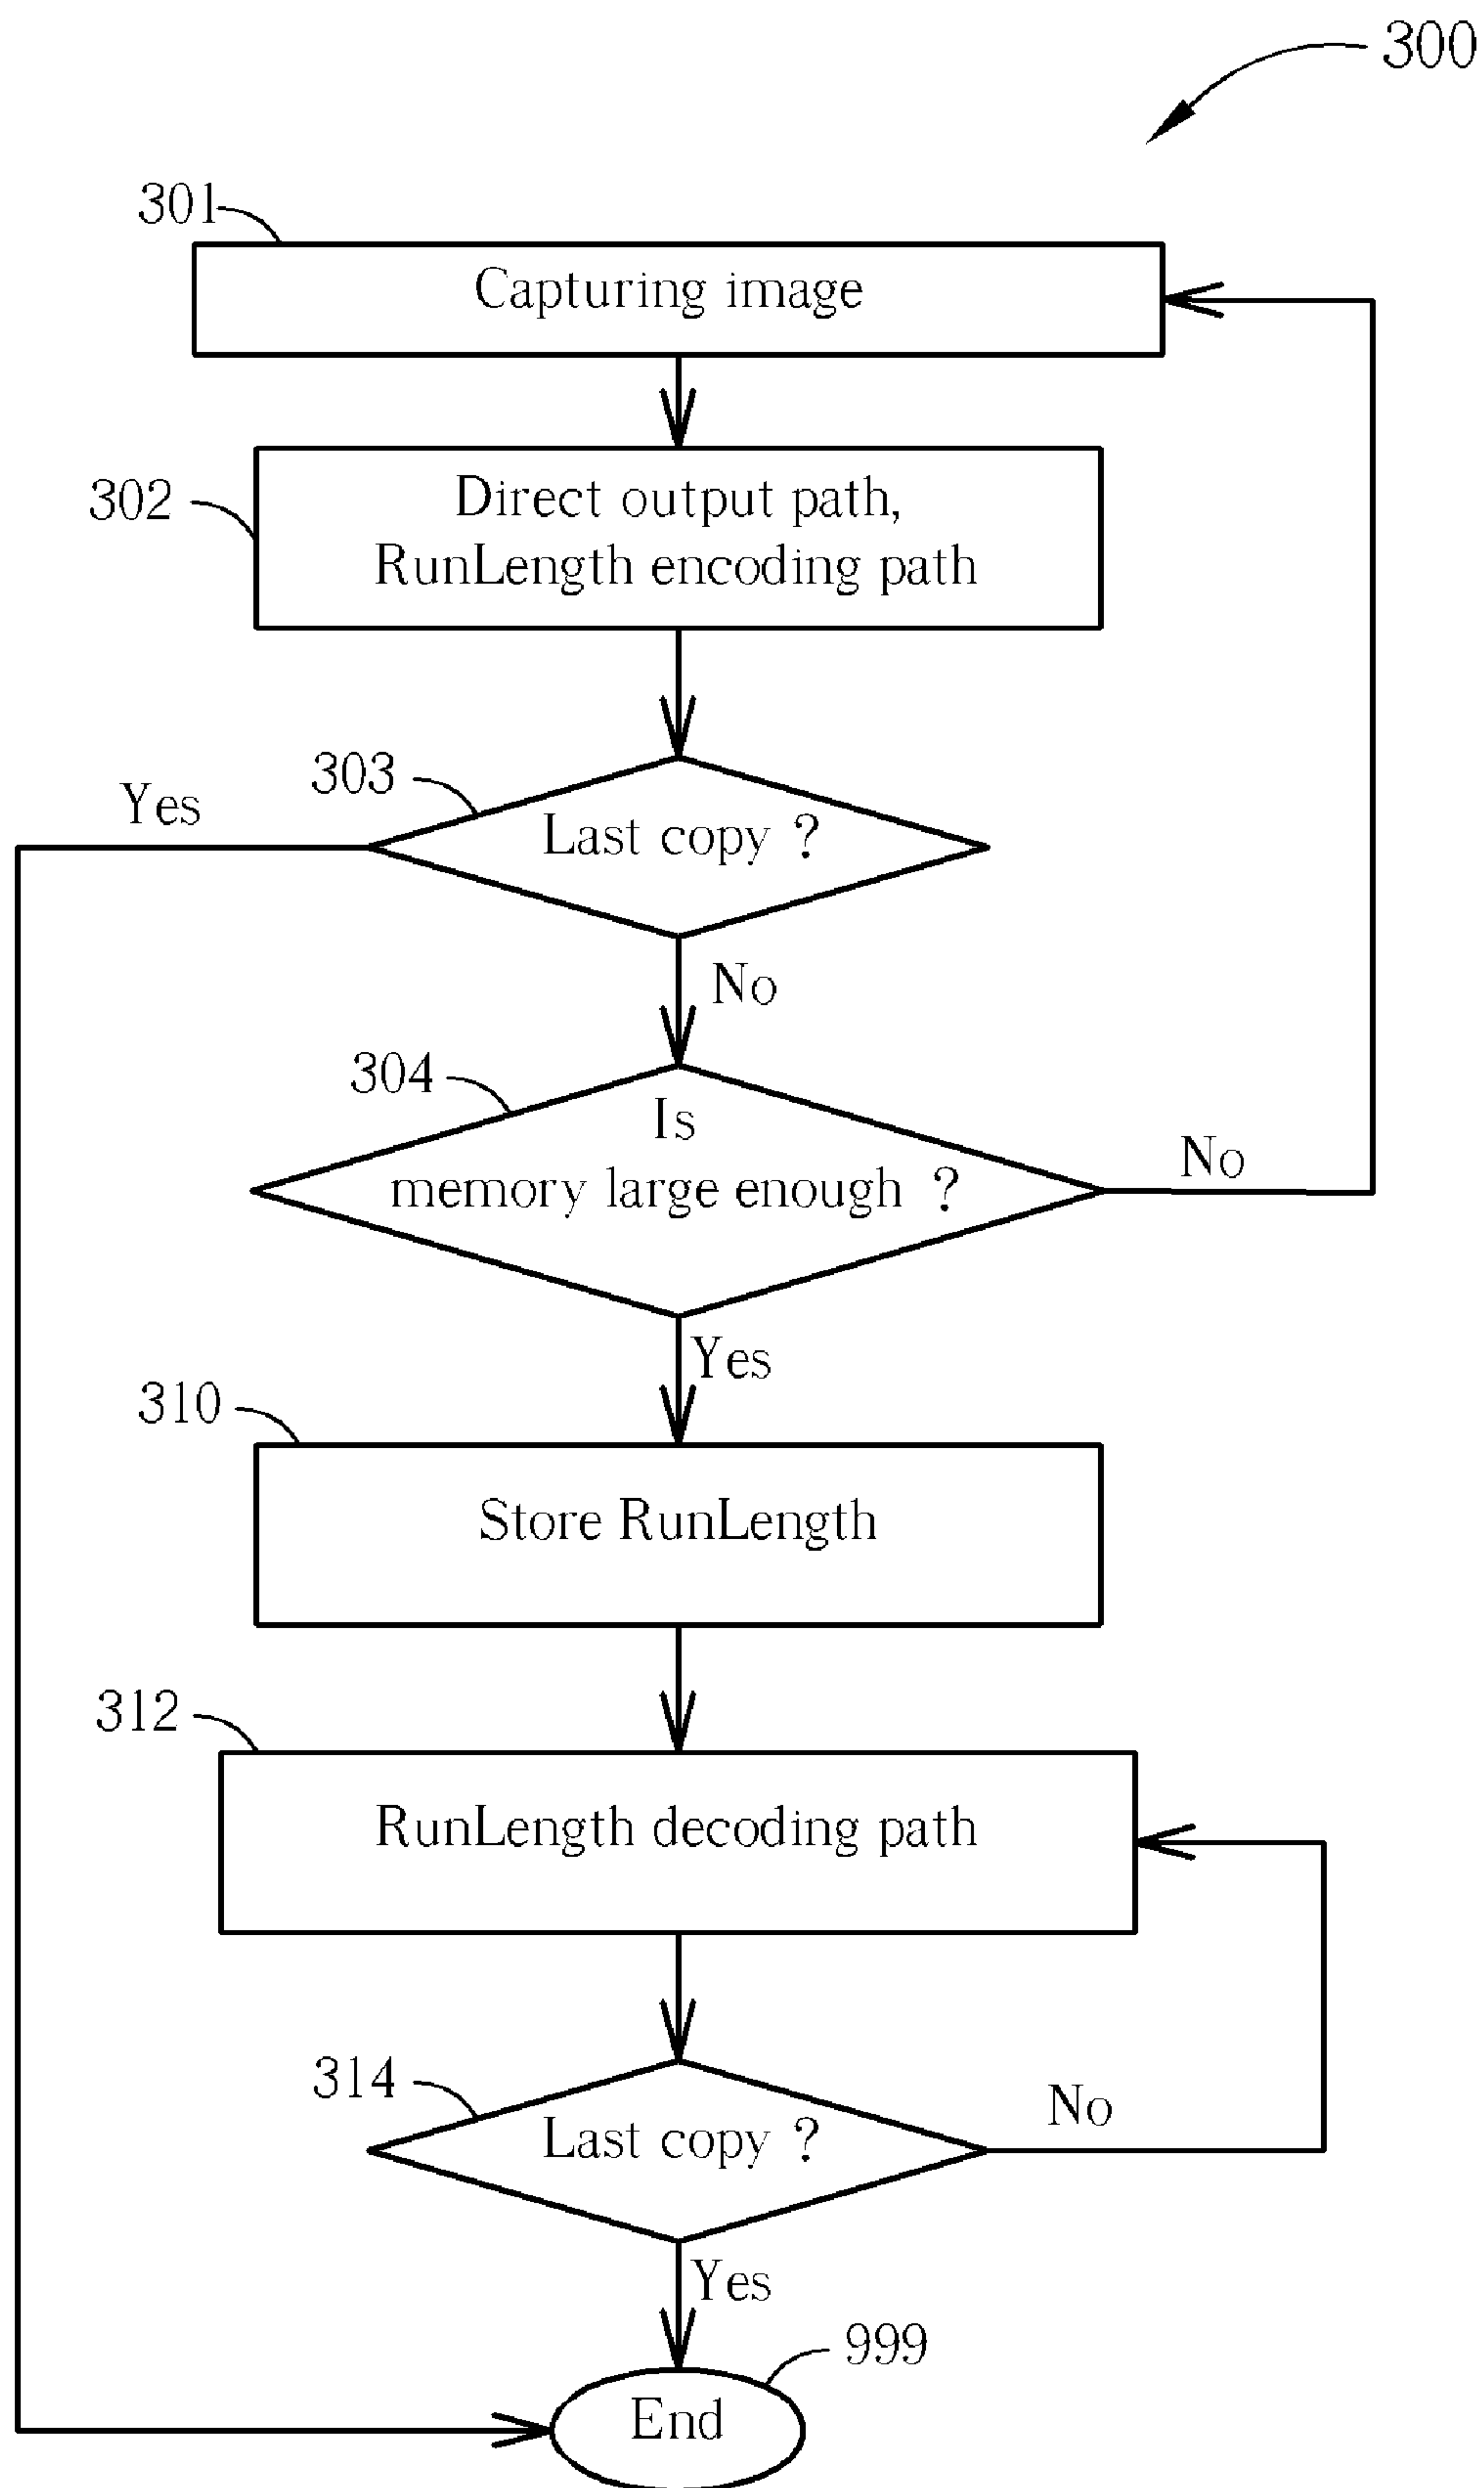 300
301
Capturing image
302
Direct output path,
RunLength encoding path
303
Yes
Last copy ?
No
304
Is
memory large enough ?
No
Yes
310
Store RunLength
312
RunLength decoding path
314
Last copy ?
No
Yes
999
End